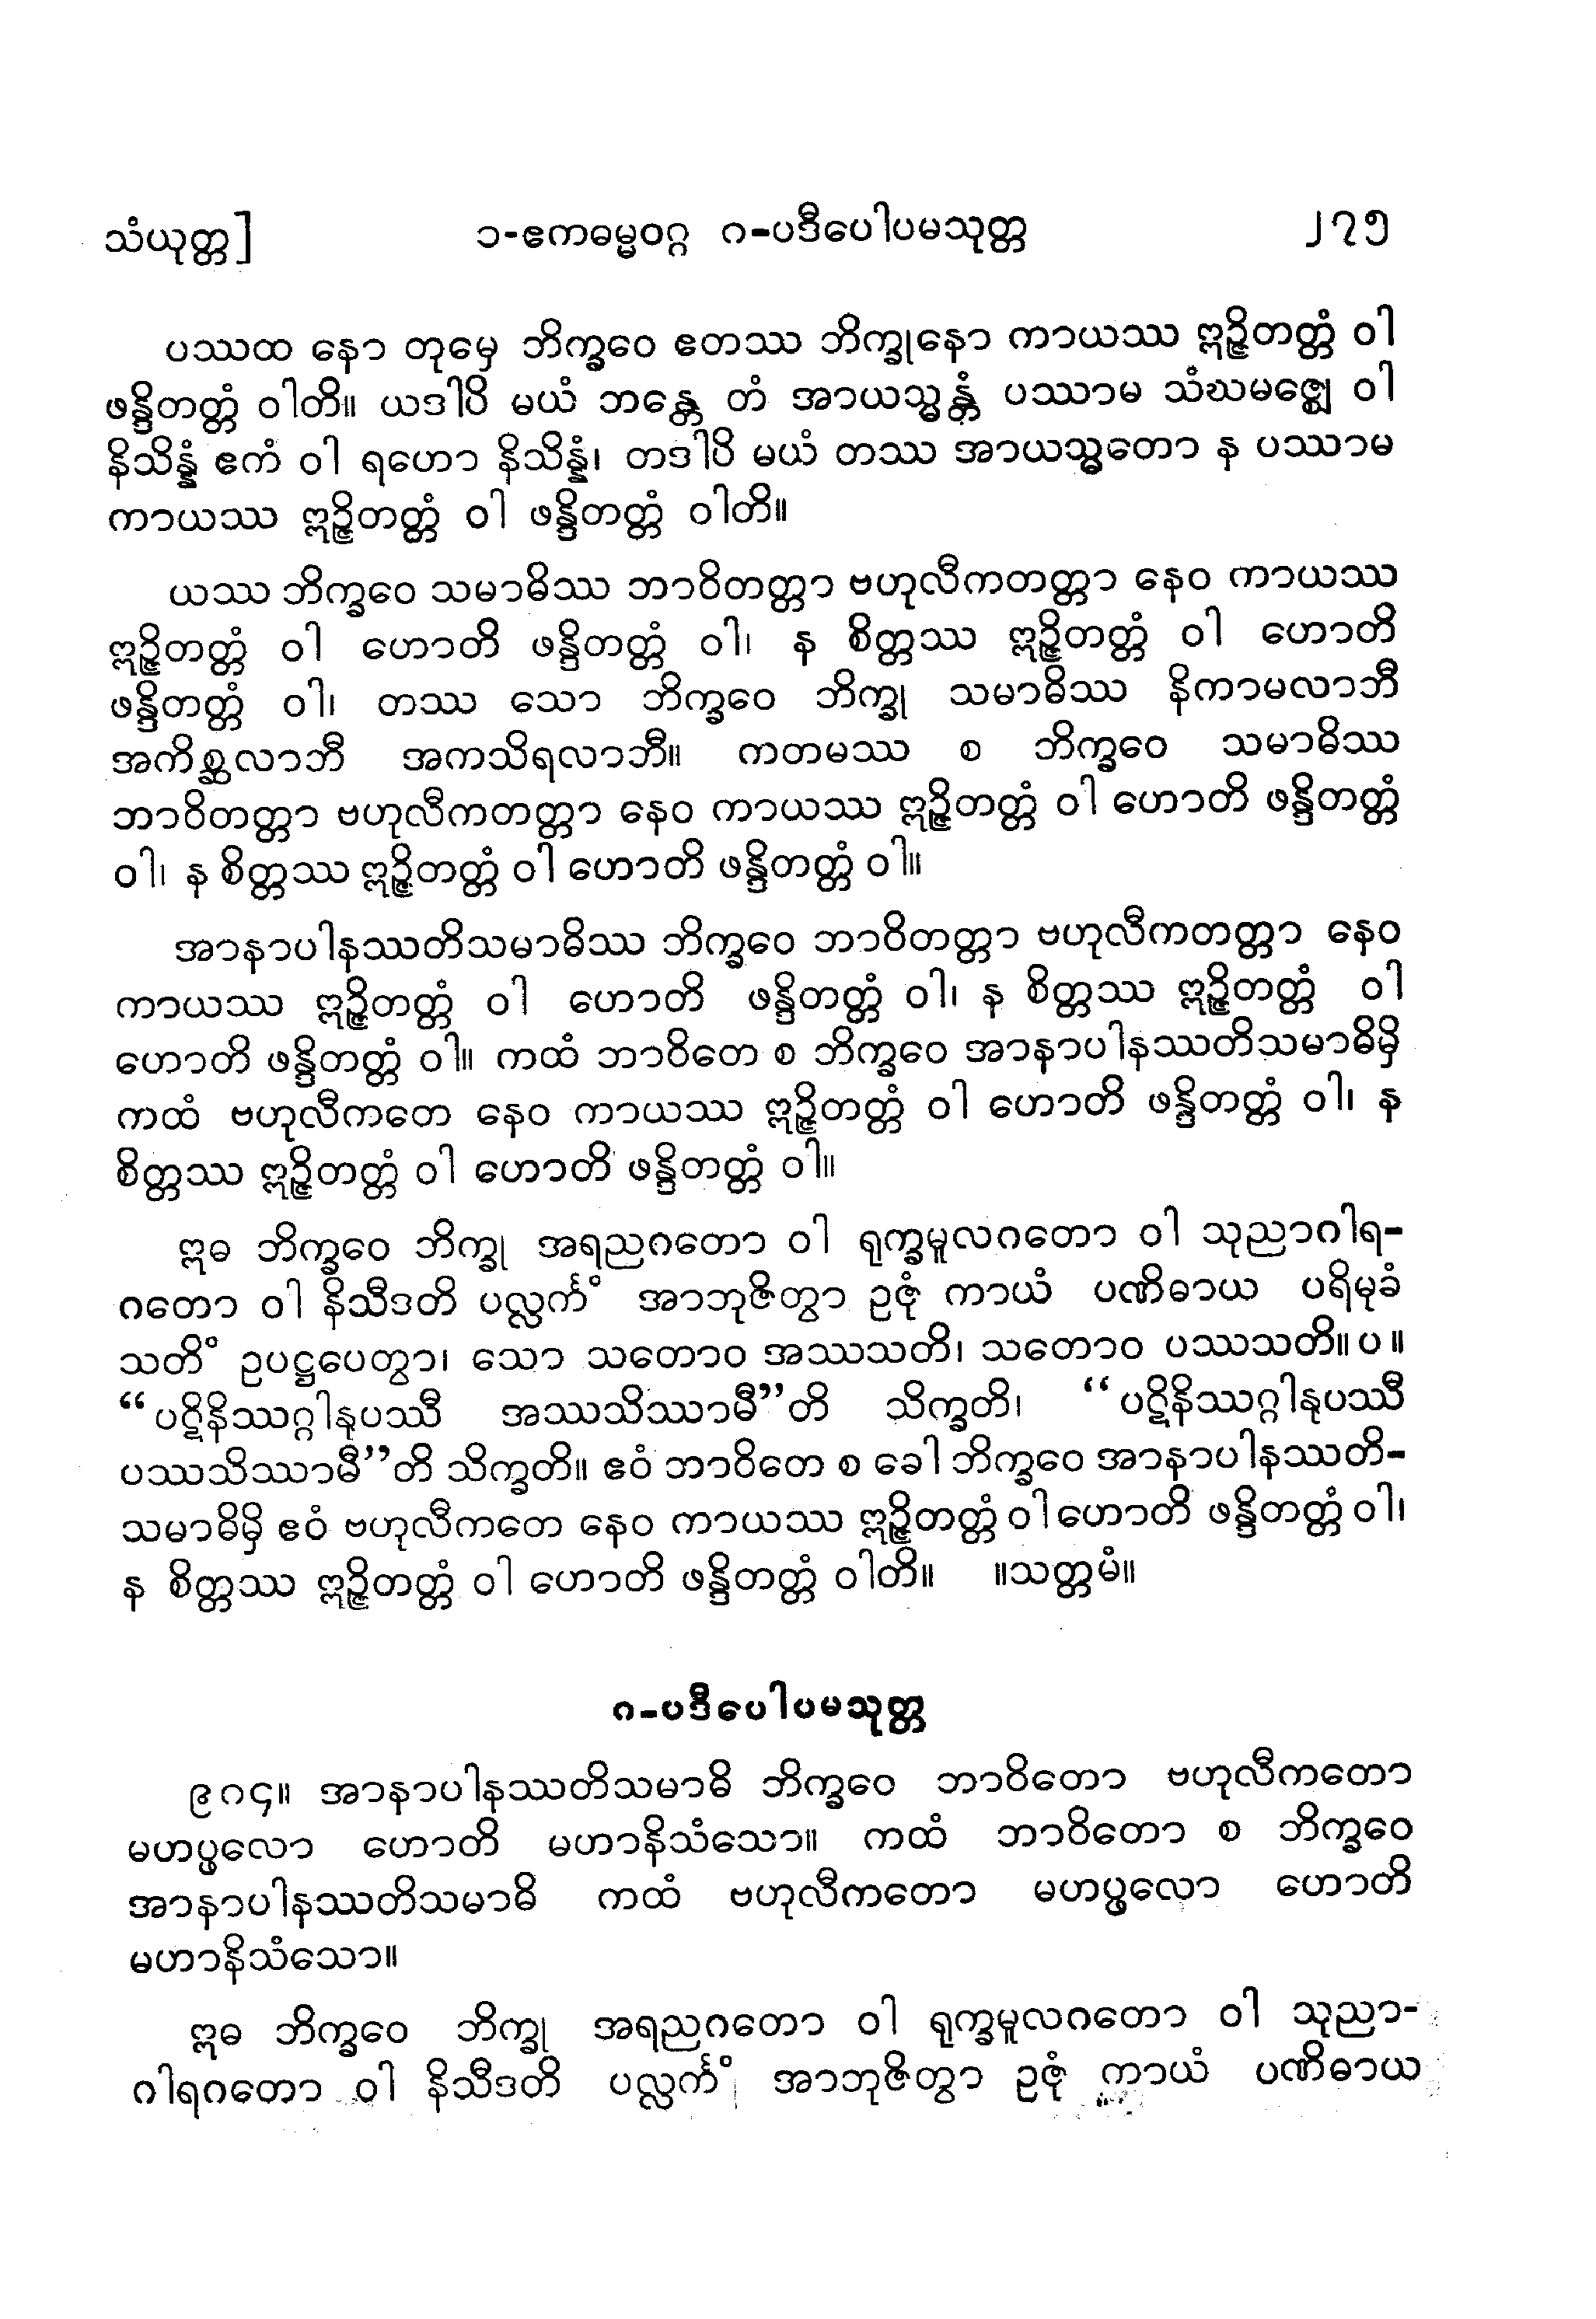 သံယုတ္တ]	၁-ဧကဓမ္မဝဂ္ဂ ဂ-ပဒီပေါပမသုတ္တ	၂၇၅
ပဿထ နော တုမှေ ဘိက္ခဝေ ဧတဿ ဘိက္ခုနော ကာယဿ ဣဉ္ဇိတတ္တံ ဝါ
ဖန္ဒိတတ္တံ ဝါတိ။ ယဒါပိ မယံ ဘန္တေ တံ အာယသ္မန္တံ ပဿာမ သံဃမဇ္ဈေ ဝါ
နိသိန္နံ ဧကံ ဝါ ရဟော နိသိန္နံ၊ တဒါပိ မယံ တဿ အာယသ္မတော န ပဿာမ
ကာယဿ ဣဉ္ဇိတတ္တံ ဝါ ဖန္ဒိတတ္တံ ဝါတိ။
ယဿ ဘိက္ခဝေ သမာဓိဿ ဘာဝိတတ္တာ ဗဟုလီကတတ္တာ နေဝ ကာယဿ
ဣဉ္ဇိတတ္တံ ဝါ ဟောတိ ဖန္ဒိတတ္တံ ဝါ၊ န စိတ္တဿ ဣဉ္ဇိတတ္တံ ဝါ ဟောတိ
ဖန္ဒိတတ္တံ ဝါ၊ တဿ သော ဘိက္ခဝေ ဘိက္ခု သမာဓိဿ နိကာမလာဘီ
အကိစ္ဆလာဘီ အကသိရလာဘီ။ ကတမဿ စ ဘိက္ခဝေ သမာဓိဿ
ဘာဝိတတ္တာ ဗဟုလီကတတ္တာ နေဝ ကာယဿ ဣဉ္ဇိတတ္တံ ဝါ ဟောတိ ဖန္ဒိတတ္တံ
ဝါ၊ န စိတ္တဿ ဣဉ္ဇိတတ္တံ ဝါ ဟောတိ ဖန္ဒိတတ္တံ ဝါ။
အာနာပါနဿတိသမာဓိဿ ဘိက္ခဝေ ဘာဝိတတ္တာ ဗဟုလီကတတ္တာ နေဝ
ကာယဿ ဣဉ္ဇိတတ္တံ ဝါ ဟောတိ ဖန္ဒိတတ္တံ ဝါ၊ န စိတ္တဿ ဣဉ္ဇိတတ္တံ ဝါ
ဟောတိ ဖန္ဒိတတ္တံ ဝါ။ ကထံ ဘာဝိတေ စ ဘိက္ခဝေ အာနာပါနဿတိသမာဓိမှိ
ကထံ ဗဟုလီကတေ နေဝ ကာယဿ ဣဉ္ဇိတတ္တံ ဝါ ဟောတိ ဖန္ဒိတတ္တံ ဝါ၊ န
စိတ္တဿ ဣဉ္ဇိတတ္တံ ဝါ ဟောတိ ဖန္ဒိတတ္တံ ဝါ။
ဣဓ ဘိက္ခဝေ ဘိက္ခု အရညဂတော ဝါ ရုက္ခမူလဂတော ဝါ သုညာဂါရ-
ဂတော ဝါ နိသီဒတိ ပလ္လင်္ကံ အာဘုဇိတွာ ဥဇုံ ကာယံ ပဏိဓာယ ပရိမုခံ
သတိံ ဥပဋ္ဌပေတွာ၊ သော သတောဝ အဿသတိ၊ သတောဝ ပဿသတိ။ပ။
“ပဋိနိဿဂ္ဂါနုပဿီ အဿသိဿာမီ”တိ သိက္ခတိ၊ “ပဋိနိဿဂ္ဂါနုပဿီ
ပဿသိဿာမီ”တိ သိက္ခတိ။ ဧဝံ ဘာဝိတေ စ ခေါ ဘိက္ခဝေ အာနာပါနဿတိ-
သမာဓိမှိ ဧဝံ ဗဟုလီကတေ နေဝ ကာယဿ ဣဉ္ဇိတတ္တံ ဝါ ဟောတိ ဖန္ဒိတတ္တံ ဝါ၊
န စိတ္တဿ ဣဉ္ဇိတတ္တံ ဝါ ဟောတိ ဖန္ဒိတတ္တံ ဝါတိ။ ။သတ္တမံ။
ဂ-ပဒီပေါပမသုတ္တ
၉ဂ၄။ အာနာပါနဿတိသမာဓိ ဘိက္ခဝေ ဘာဝိတော ဗဟုလီကတော
မဟပ္ဖလော ဟောတိ မဟာနိသံသော။ ကထံ ဘာဝိတော စ ဘိက္ခဝေ
အာနာပါနဿတိသမာဓိ ကထံ ဗဟုလီကတော မဟပ္ဖလော ဟောတိ
မဟာနိသံသော။
ဣဓ ဘိက္ခဝေ ဘိက္ခု အရညဂတော ဝါ ရုက္ခမူလဂတော ဝါ သုညာ-
ဂါရဂတော ဝါ နိသီဒတိ ပလ္လင်္ကံ အာဘုဇိတွာ ဥဇုံ ကာယံ ပဏိဓာယ